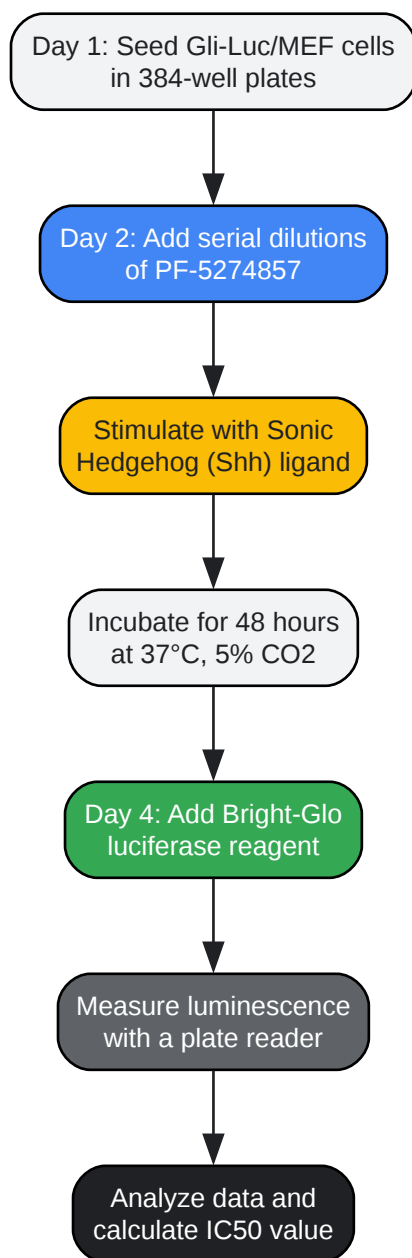 Day 1: Seed Gli-Luc/MEF cells
in 384-well plates
Day 2: Add serial dilutions
of PF-5274857
Stimulate with Sonic
Hedgehog (Shh) ligand
Incubate for 48 hours
at 37°C, 5% CO2
Day 4: Add Bright-Glo
luciferase reagent
Measure luminescence
with a plate reader
Analyze data and
calculate IC50 value